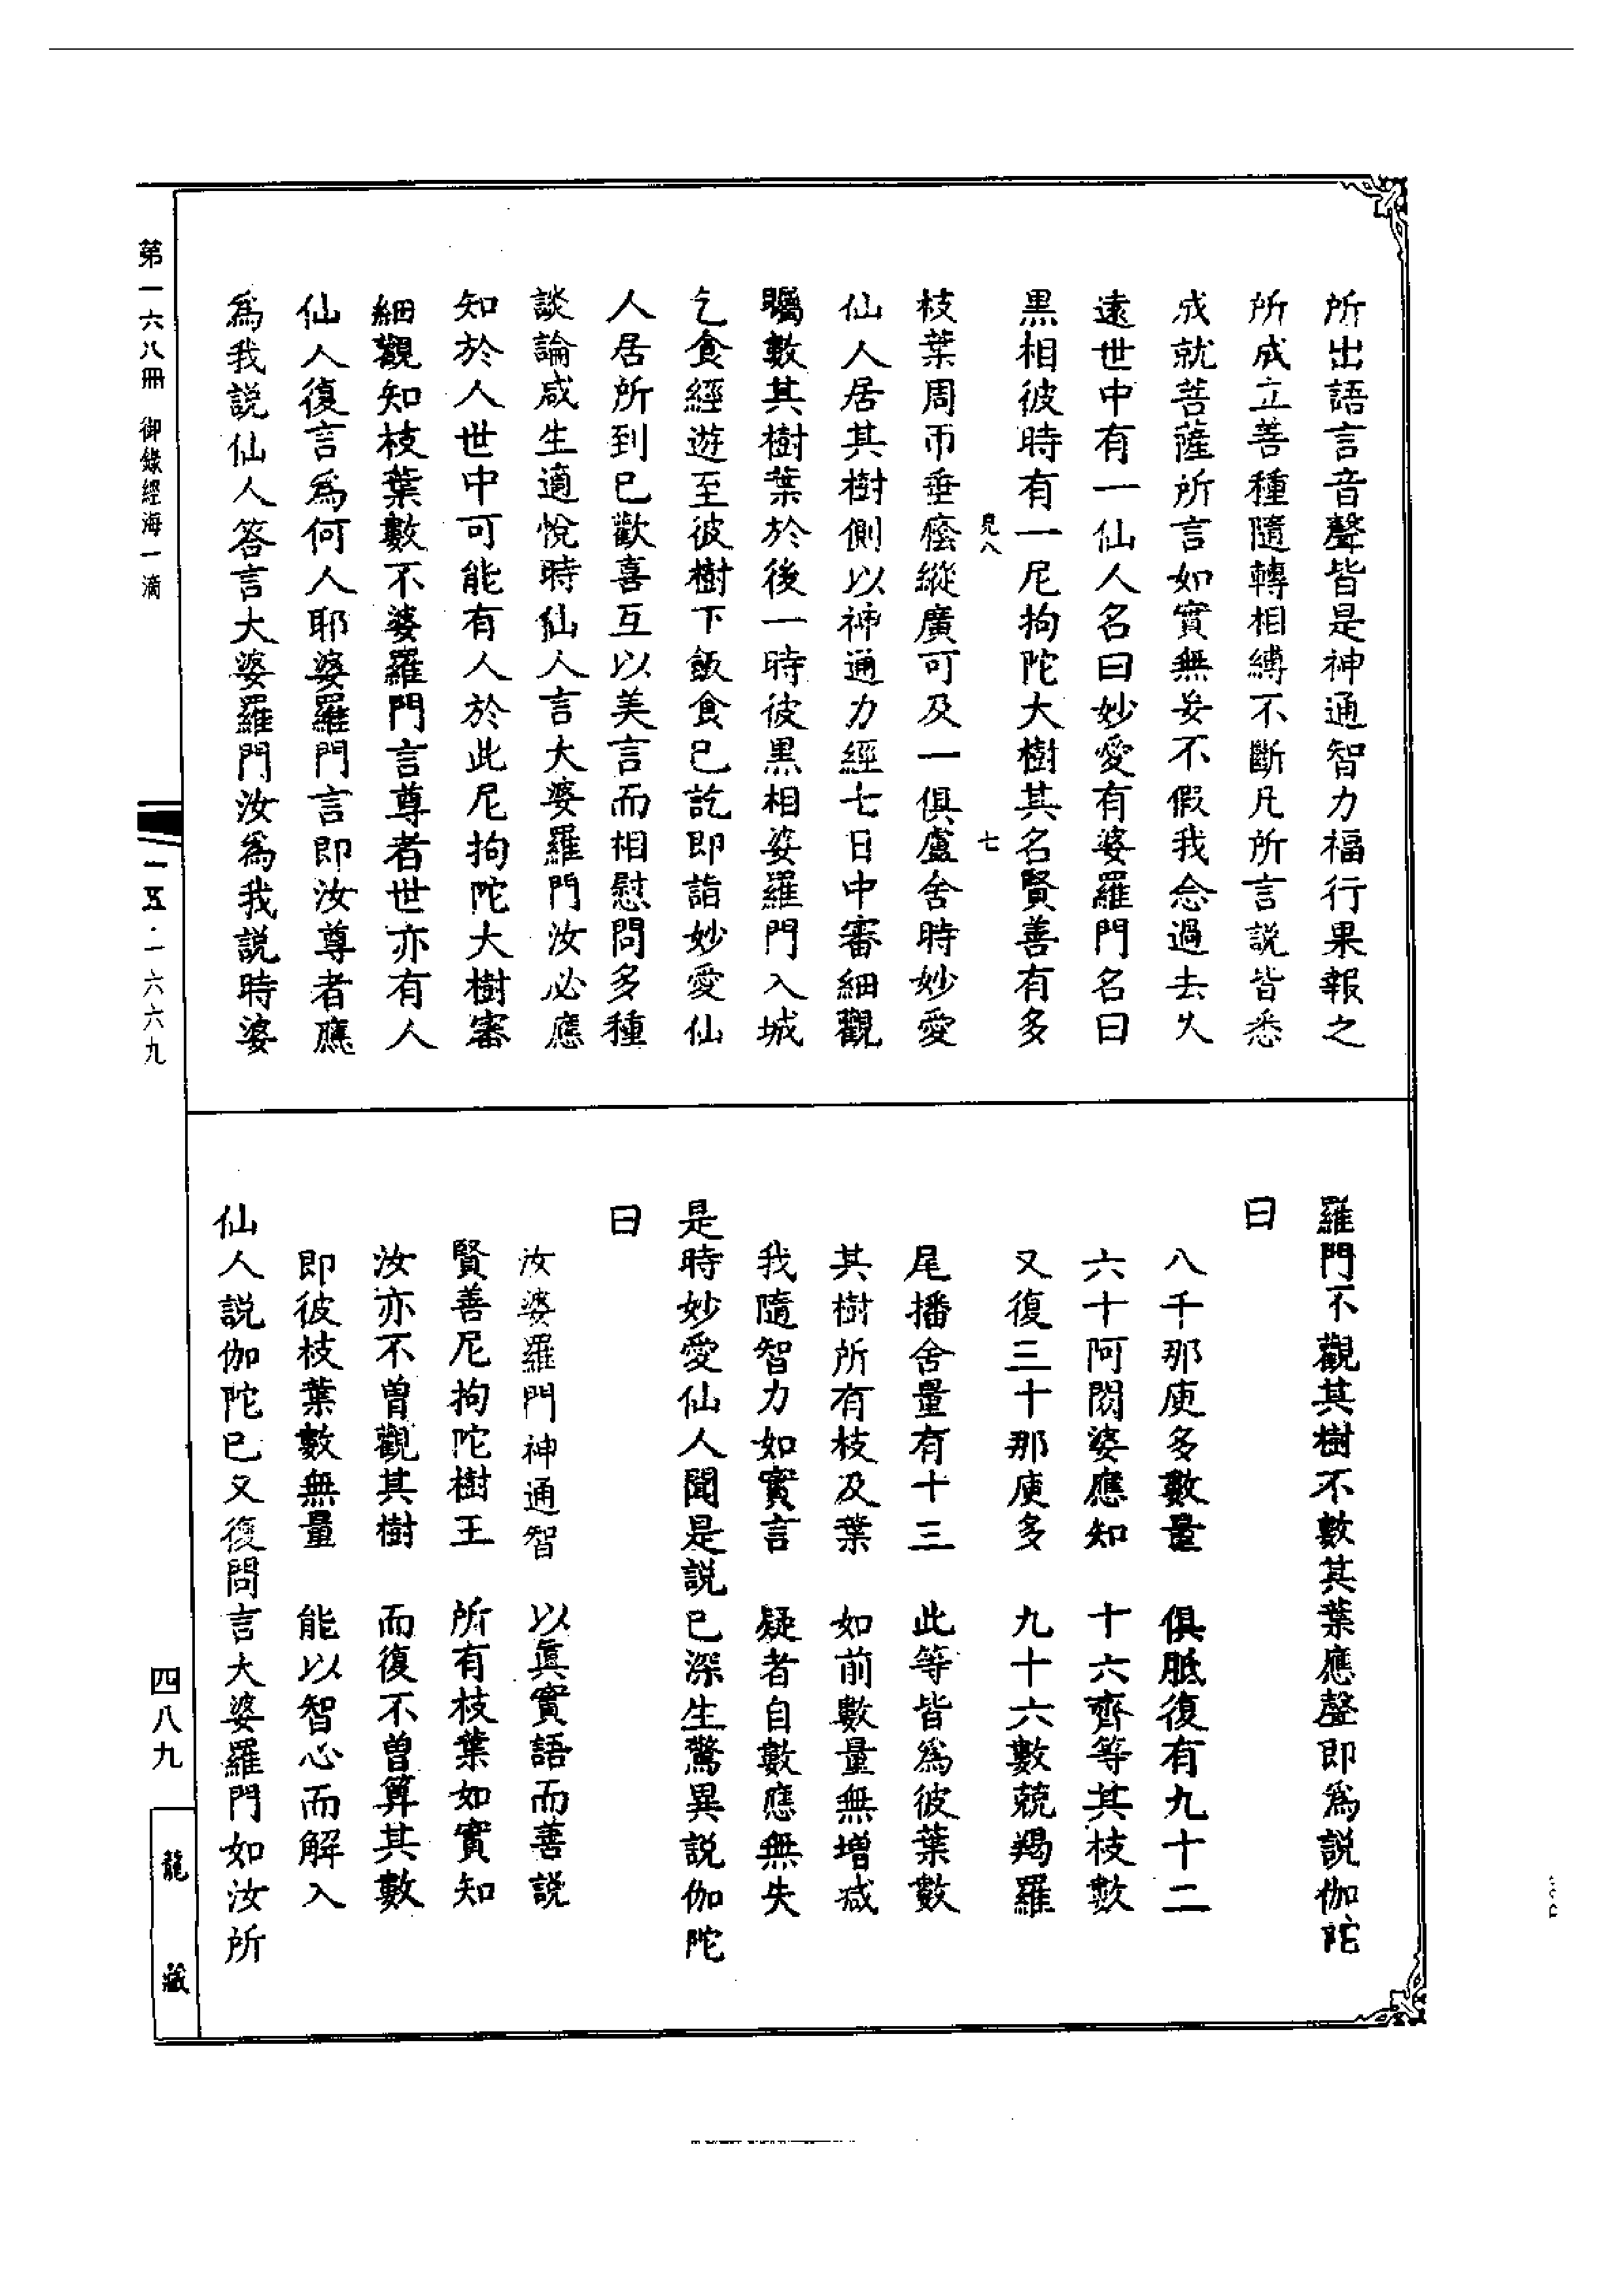 所出語言音聲皆是神通智力福行果報之
所成立善種隨轉相縛不斷凡所言說皆悉
成就菩薩所言如實無妄不假我念過去久
遠世中有一仙人名曰妙愛有婆羅門名曰
黑相彼時有一尼拘陀大樹其名賢善有多
七
枝葉周帀垂廕縱廣可及一俱盧舍時妙愛
仙人居其樹側以神通力經七日中審細觀
矚數其樹葉於後一時彼黑相婆羅門入城
乞食經遊至彼樹下飯食已訖即詣妙愛仙
人居所到已歡喜互以美言而相慰問多種
談論咸生適悅時仙人言大婆羅門汝必應
知於人世中可能有人於此尼拘陀大樹審
細觀知枝葉數不婆羅門言尊者世亦有人
仙人復言為何人耶婆羅門言即汝尊者應
為我說仙人答言大婆羅門汝為我說時婆
羅門不觀其樹不數其葉應聲即為說伽陀
曰
八千那庾多數量　俱胝復有九十二
六十阿閦婆應知　十六齊等其枝數
又復三十那庾多　九十六數兢羯羅
尾播舍量有十三　此等皆為彼葉數
其樹所有枝及葉　如前數量無增減
我隨智力如實言　疑者自數應無失
是時妙愛仙人聞是說已深生驚異說伽陀
曰
汝婆羅門神通智　以真實語而善說
賢善尼拘陀樹王　所有枝葉如實知
汝亦不曾觀其樹　而復不曾算其數
即彼枝葉數無量　能以智心而解入
仙人說伽陀已又復問言大婆羅門如汝所
第一六八冊　御錄經海一滴
一五·一六六九
四八九
龍藏